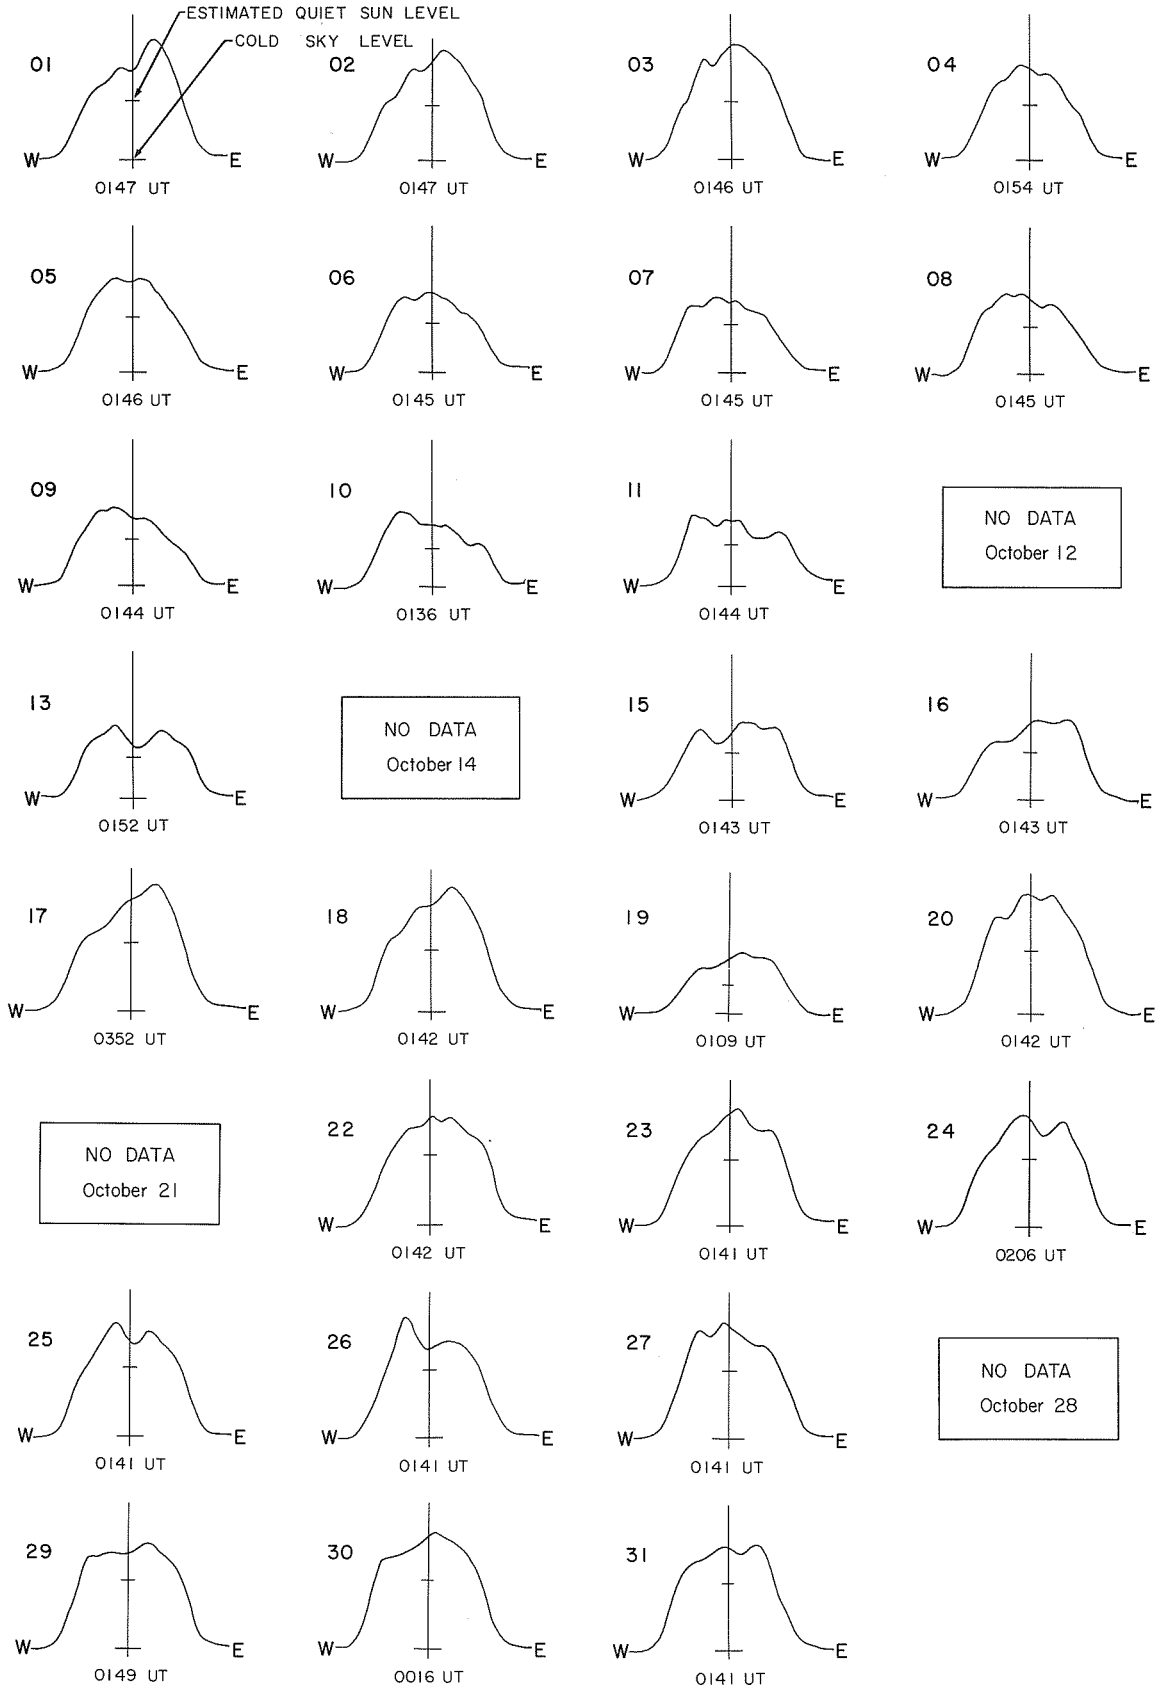 ESTIMATED QUIET SUN LEVEL
COLD SKY LEVEL
01
W E
0147 UT
02
W E
0147 UT
03
W E
0146 UT
04
W E
0154 UT
05
W E
0146 UT
06
W E
0145 UT
07
W E
0145 UT
08
W E
0145 UT
09
W E
0144 UT
10
W E
0136 UT
11
W E
0144 UT
NO DATA
October 12
13
W E
0152 UT
NO DATA
October 14
15
W E
0143 UT
16
W E
0143 UT
17
W E
0352 UT
18
W E
0142 UT
19
W E
0109 UT
20
W E
0142 UT
NO DATA
October 21
22
W E
0142 UT
23
W E
0141 UT
24
W E
0206 UT
25
W E
0141 UT
26
W E
0141 UT
27
W E
0141 UT
NO DATA
October 28
29
W E
0149 UT
30
W E
0016 UT
31
W E
0141 UT